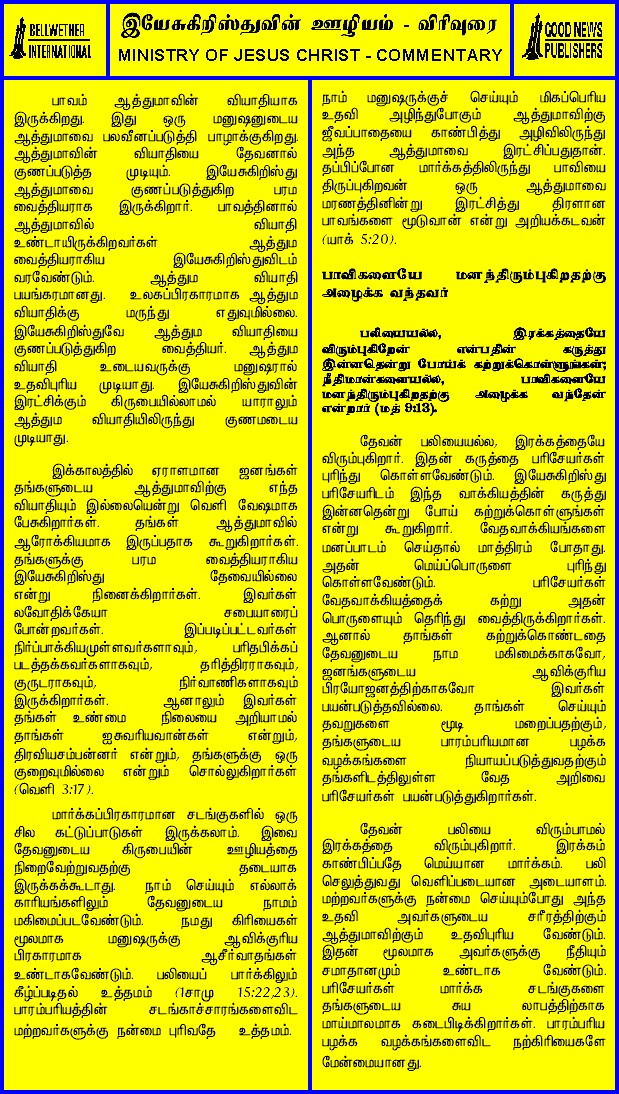 BELLWETHER
INTERNATIONAL
இயேசுகிறிஸ்துவின் ஊழியம் - விரிவுரை
MINISTRY OF JESUS CHRIST - COMMENTARY
GOOD NEWS
PUBLISHERS
பாவம் ஆத்துமாவின் வியாதியாக
இருக்கிறது. இது ஒரு மனுஷனுடைய
ஆத்துமாவை பலவீனப்படுத்தி பாழாக்குகிறது.
ஆத்துமாவின் வியாதியை தேவனால்
குணப்படுத்த முடியும். இயேசுகிறிஸ்து
ஆத்துமாவை குணப்படுத்துகிற பரம
வைத்தியராக இருக்கிறார். பாவத்தினால்
ஆத்துமாவில் வியாதி
உண்டாயிருக்கிறவர்கள் ஆத்தும
வைத்தியராகிய இயேசுகிறிஸ்துவிடம்
வரவேண்டும். ஆத்தும வியாதி
பயங்கரமானது. உலகப்பிரகாரமாக ஆத்தும
வியாதிக்கு மருந்து எதுவுமில்லை.
இயேசுகிறிஸ்துவே ஆத்தும வியாதியை
குணப்படுத்துகிற வைத்தியர். ஆத்தும
வியாதி உடையவருக்கு மனுஷரால்
உதவிபுரிய முடியாது. இயேசுகிறிஸ்துவின்
இரட்சிக்கும் கிருபையில்லாமல் யாராலும்
ஆத்தும வியாதியிலிருந்து குணமடைய
முடியாது.
இக்காலத்தில் ஏராளமான ஜனங்கள்
தங்களுடைய ஆத்துமாவிற்கு எந்த
வியாதியும் இல்லையென்று வெளி வேஷமாக
பேசுகிறார்கள். தங்கள் ஆத்துமாவில்
ஆரோக்கியமாக இருப்பதாக கூறுகிறார்கள்.
தங்களுக்கு பரம வைத்தியராகிய
இயேசுகிறிஸ்து தேவையில்லை
என்று நினைக்கிறார்கள். இவர்கள்
லவோதிக்கேயா சபையாரைப்
போன்றவர்கள். இப்படிப்பட்டவர்கள்
நிர்ப்பாக்கியமுள்ளவர்களாவும், பரிதபிக்கப்
படத்தக்கவர்களாகவும், தரித்திரராகவும்,
குருடராகவும், நிர்வாணிகளாகவும்
இருக்கிறார்கள். ஆனாலும் இவர்கள்
தங்கள் உண்மை நிலையை அறியாமல்
தாங்கள் ஐசுவரியவான்கள் என்றும்,
திரவியசம்பன்னர் என்றும், தங்களுக்கு ஒரு
குறைவுமில்லை என்றும் சொல்லுகிறார்கள்
(வெளி 3:17).
மார்க்கப்பிரகாரமான சடங்குகளில் ஒரு
சில கட்டுப்பாடுகள் இருக்கலாம். இவை
தேவனுடைய கிருபையின் ஊழியத்தை
நிறைவேற்றுவதற்கு தடையாக
இருக்கக்கூடாது. நாம் செய்யும் எல்லாக்
காரியங்களிலும் தேவனுடைய நாமம்
மகிமைப்படவேண்டும். நமது கிரியைகள்
மூலமாக மனுஷருக்கு ஆவிக்குரிய
பிரகாரமாக ஆசீர்வாதங்கள்
உண்டாகவேண்டும். பலியைப் பார்க்கிலும்
கீழ்ப்படிதல் உத்தமம் (1சாமு 15:22,23).
பாரம்பரியத்தின் சடங்காச்சாரங்களைவிட
மற்றவர்களுக்கு நன்மை புரிவதே உத்தமம்.
நாம் மனுஷருக்குச் செய்யும் மிகப்பெரிய
உதவி அழிந்துபோகும் ஆத்துமாவிற்கு
ஜீவப்பாதையை காண்பித்து அழிவிலிருந்து
அந்த ஆத்துமாவை இரட்சிப்பதுதான்.
தப்பிப்போன மார்க்கத்திலிருந்து பாவியை
திருப்புகிறவன் ஒரு ஆத்துமாவை
மரணத்தினின்று இரட்சித்து திரளான
பாவங்களை மூடுவான் என்று அறியக்கடவன்
(யாக் 5:20).
பாவிகளையே மனந்திரும்புகிறதற்கு
அழைக்க வந்தவர்
பலியையல்ல, இரக்கத்தையே
விரும்புகிறேன் என்பதின் கருத்து
இன்னதென்று போய்க் கற்றுக்கொள்ளுங்கள்;
நீதிமான்களையல்ல, பாவிகளையே
மனந்திரும்புகிறதற்கு அழைக்க வந்தேன்
என்றார் (மத் 9:13).
தேவன் பலியையல்ல, இரக்கத்தையே
விரும்புகிறார். இதன் கருத்தை பரிசேயர்கள்
புரிந்து கொள்ளவேண்டும். இயேசுகிறிஸ்து
பரிசேயரிடம் இந்த வாக்கியத்தின் கருத்து
இன்னதென்று போய் கற்றுக்கொள்ளுங்கள்
என்று கூறுகிறார். வேதவாக்கியங்களை
மனப்பாடம் செய்தால் மாத்திரம் போதாது.
அதன் மெய்ப்பொருளை புரிந்து
கொள்ளவேண்டும். பரிசேயர்கள்
வேதவாக்கியத்தைக் கற்று அதன்
பொருளையும் தெரிந்து வைத்திருக்கிறார்கள்.
ஆனால் தாங்கள் கற்றுக்கொண்டதை
தேவனுடைய நாம மகிமைக்காகவோ,
ஜனங்களுடைய ஆவிக்குரிய
பிரயோஜனத்திற்காகவோ இவர்கள்
பயன்படுத்தவில்லை. தாங்கள் செய்யும்
தவறுகளை மூடி மறைப்பதற்கும்,
தங்களுடைய பாரம்பரியமான பழக்க
வழக்கங்களை நியாயப்படுத்துவதற்கும்
தங்களிடத்திலுள்ள வேத அறிவை
பரிசேயர்கள் பயன்படுத்துகிறார்கள்.
தேவன் பலியை விரும்பாமல்
இரக்கத்தை விரும்புகிறார். இரக்கம்
காண்பிப்பதே மெய்யான மார்க்கம். பலி
செலுத்துவது வெளிப்படையான அடையாளம்.
மற்றவர்களுக்கு நன்மை செய்யும்போது அந்த
உதவி அவர்களுடைய சரீரத்திற்கும்
ஆத்துமாவிற்கும் உதவிபுரிய வேண்டும்.
இதன் மூலமாக அவர்களுக்கு நீதியும்
சமாதானமும் உண்டாக வேண்டும்.
பரிசேயர்கள் மார்க்க சடங்குகளை
தங்களுடைய சுய லாபத்திற்காக
மாய்மாலமாக கடைபிடிக்கிறார்கள். பாரம்பரிய
பழக்க வழக்கங்களைவிட நற்கிரியைகளே
மேன்மையானது.